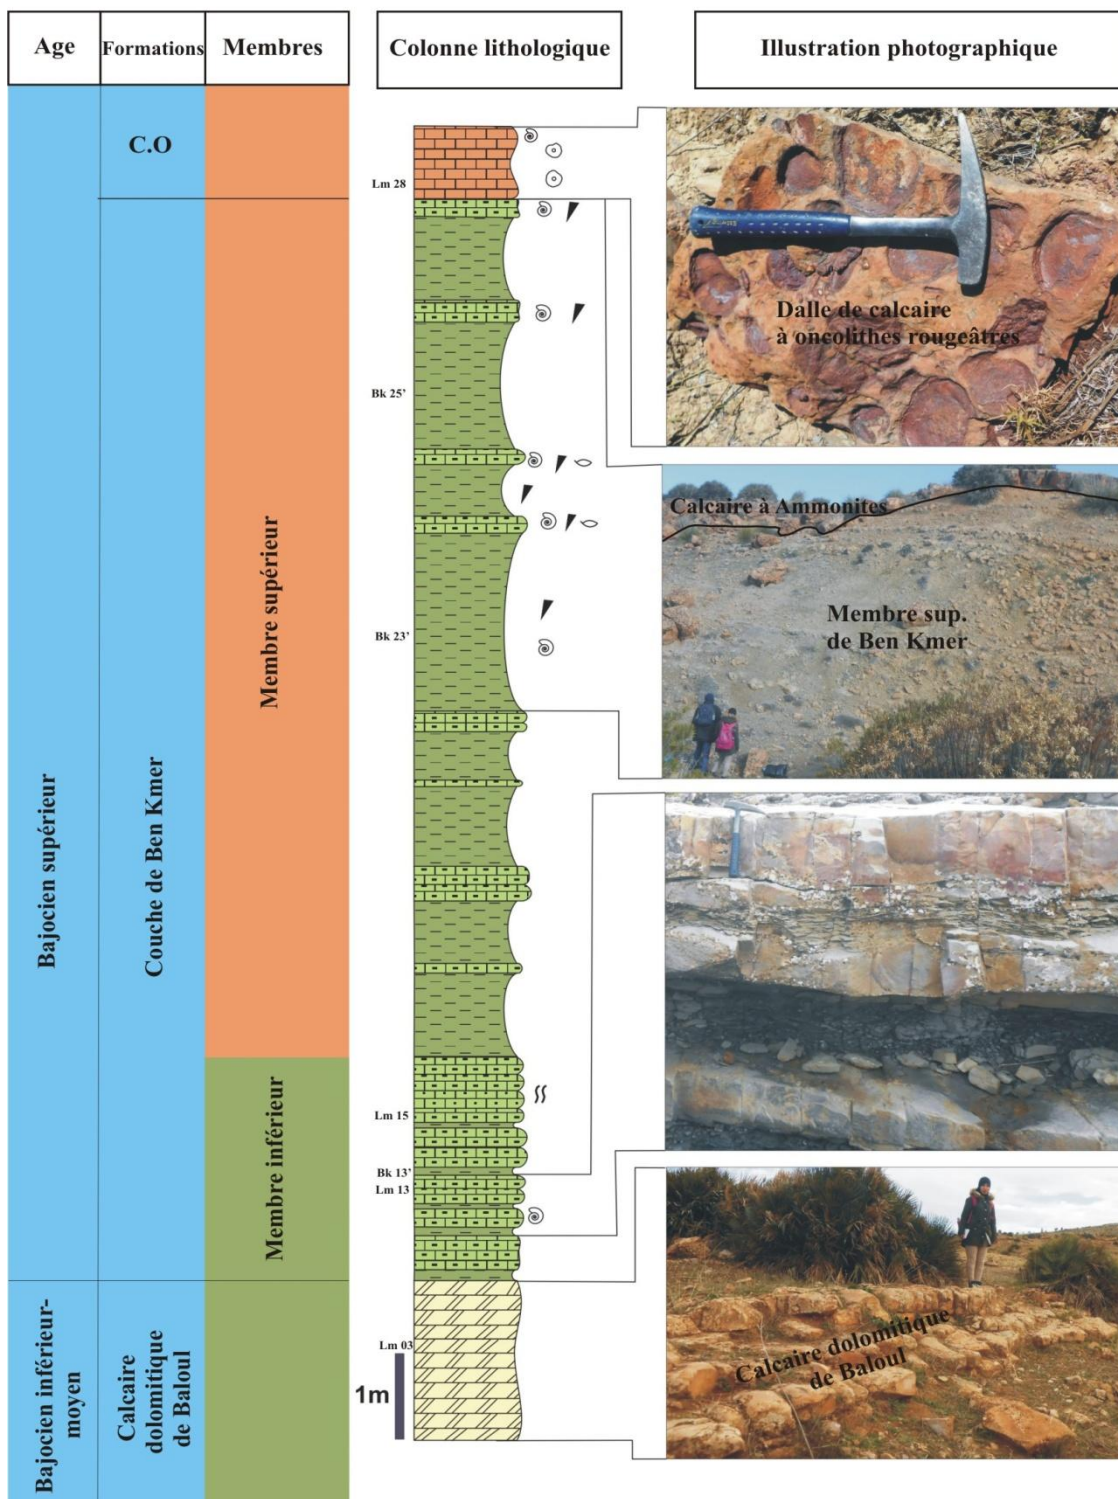 Age
Formations
Membres
Colonne lithologique
Illustration photographique
C.O
Lm 28
Dalle de calcaire
à oncolithes rougeâtres
Bk 25’
Calcaire à Ammonites
Membre sup.
de Ben Kmer
Bk 23’
Membre supérieur
Bajocien supérieur
Couche de Ben Kmer
Membre inférieur
Lm 15
Bk 13’
Lm 13
Bajocien inférieur-
moyen
Calcaire
dolomitique
de Baloul
Lm 03
1m
Calcaire dolomitique
de Baloul